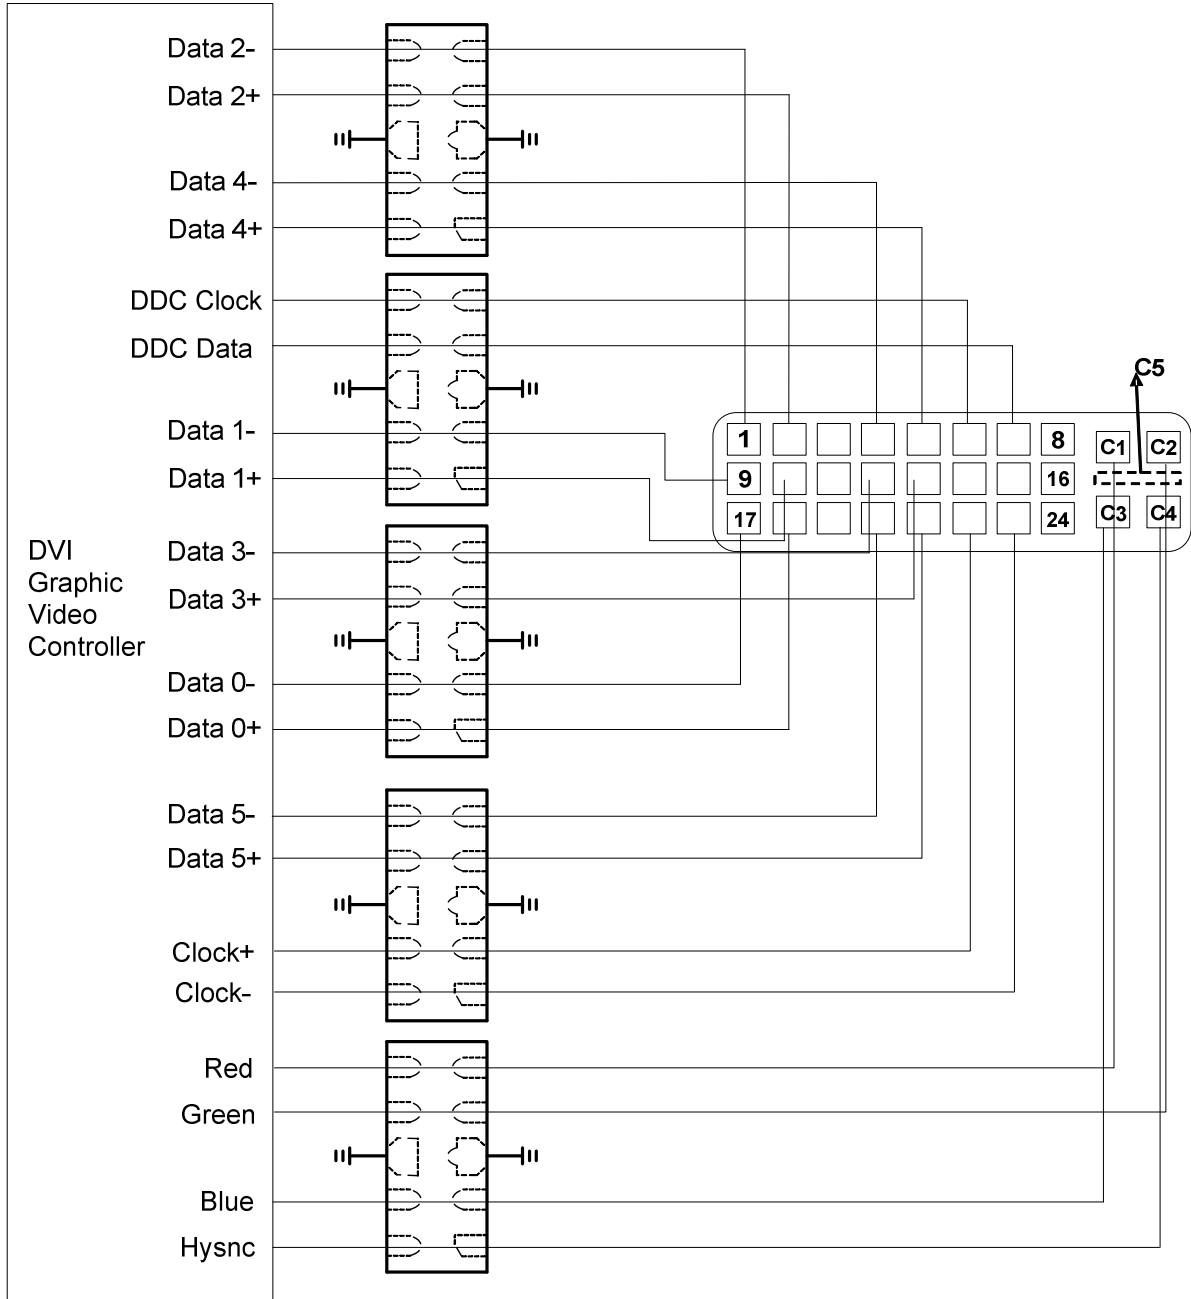 Data 2-
Data 2+
Data 4-
Data 4+
DDC Clock
DDC Data
Data 1-
Data 1+
DVI
Graphic
Video
Controller
Data 3-
Data 3+
Data 0-
Data 0+
Data 5-
Data 5+
Clock+
Clock-
Red
Green
Blue
Hysnc
C5
1
8
C1
C2
9
16
17
24
C3
C4